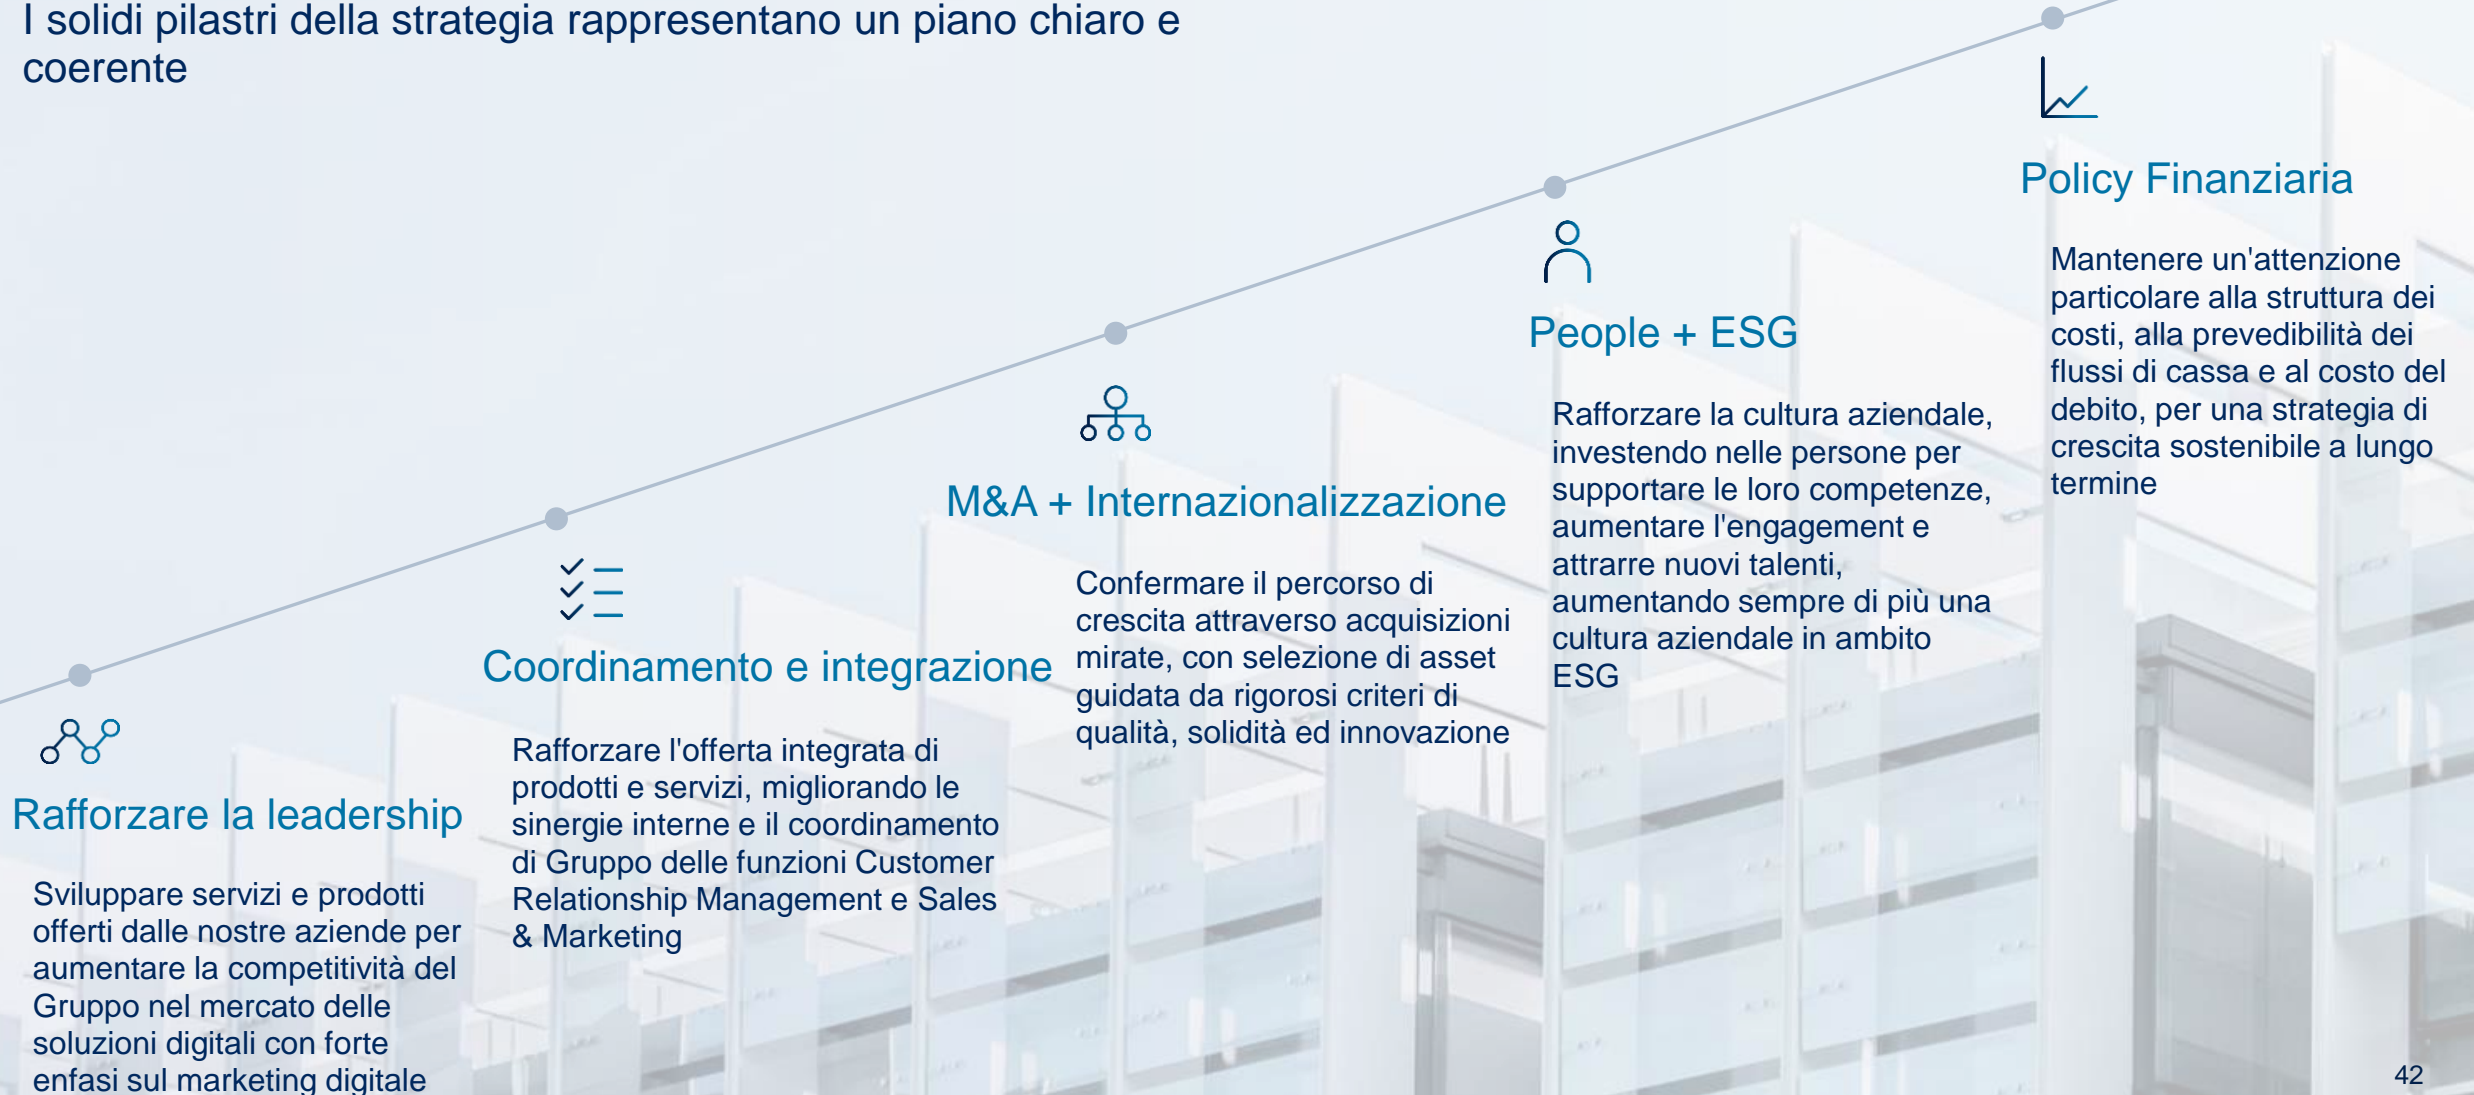 I solidi pilastri della strategia rappresentano un piano chiaro e
coerente
Rafforzare la leadership
Sviluppare servizi e prodotti
offerti dalle nostre aziende per
aumentare la competitività del
Gruppo nel mercato delle
soluzioni digitali con forte
enfasi sul marketing digitale
Coordinamento e integrazione
Rafforzare l'offerta integrata di
prodotti e servizi, migliorando le
sinergie interne e il coordinamento
di Gruppo delle funzioni Customer
Relationship Management e Sales
& Marketing
M&A + Internazionalizzazione
Confermare il percorso di
crescita attraverso acquisizioni
mirate, con selezione di asset
guidata da rigorosi criteri di
qualità, solidità ed innovazione
People + ESG
Rafforzare la cultura aziendale,
investendo nelle persone per
supportare le loro competenze,
aumentare l'engagement e
attrarre nuovi talenti,
aumentando sempre di più una
cultura aziendale in ambito
ESG
Policy Finanziaria
Mantenere un'attenzione
particolare alla struttura dei
costi, alla prevedibilità dei
flussi di cassa e al costo del
debito, per una strategia di
crescita sostenibile a lungo
termine
42